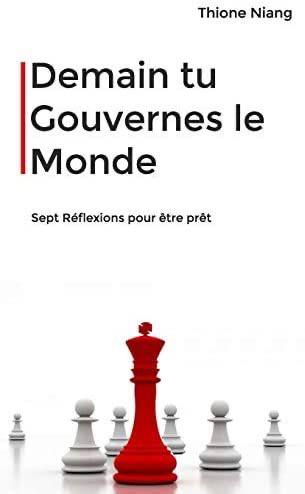 Thione Niang
Demain tu
Gouvernes le
Monde
Sept Réflexions pour être prêt